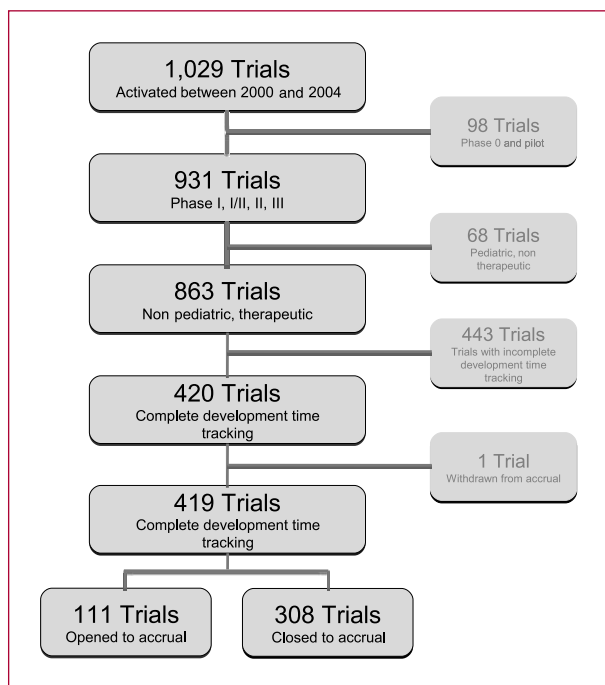 1,029 Trials
Activated between 2000 and 2004
98 Trials
Phase 0 and pilot
931 Trials
Phase I, I/II, II, III
68 Trials
Pediatric, non
therapeutic
863 Trials
Non pediatric, therapeutic
443 Trials
Trials with incomplete
development time
tracking
420 Trials
Complete development time
tracking
1 Trial
Withdrawn from accrual
419 Trials
Complete development time
tracking
111 Trials
Opened to accrual
308 Trials
Closed to accrual